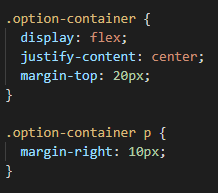 .option-container {
  display: flex;
  justify-content: center;
  margin-top: 20px;
}

.option-container p {
  margin-right: 10px;
}